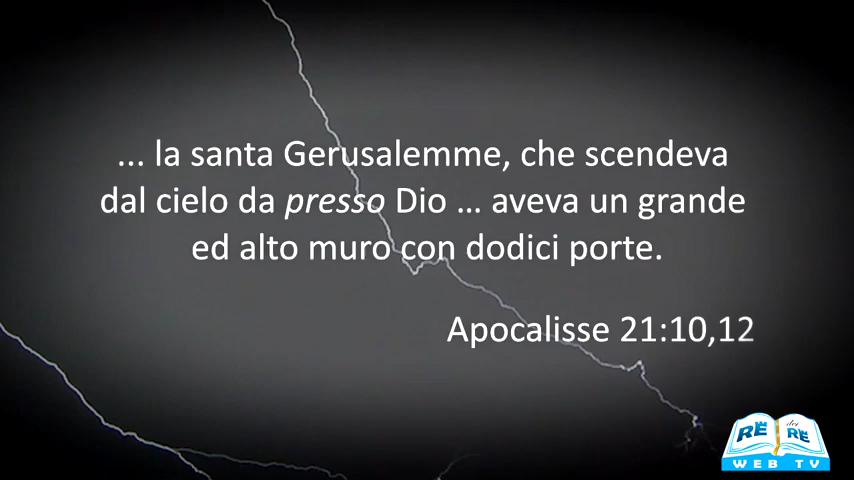 ... la santa Gerusalemme, che scendeva
dal cielo da presso Dio ... aveva un grande
ed alto muro con dodici porte.
Apocalisse 21:10,12
RE dei RE
WEB TV